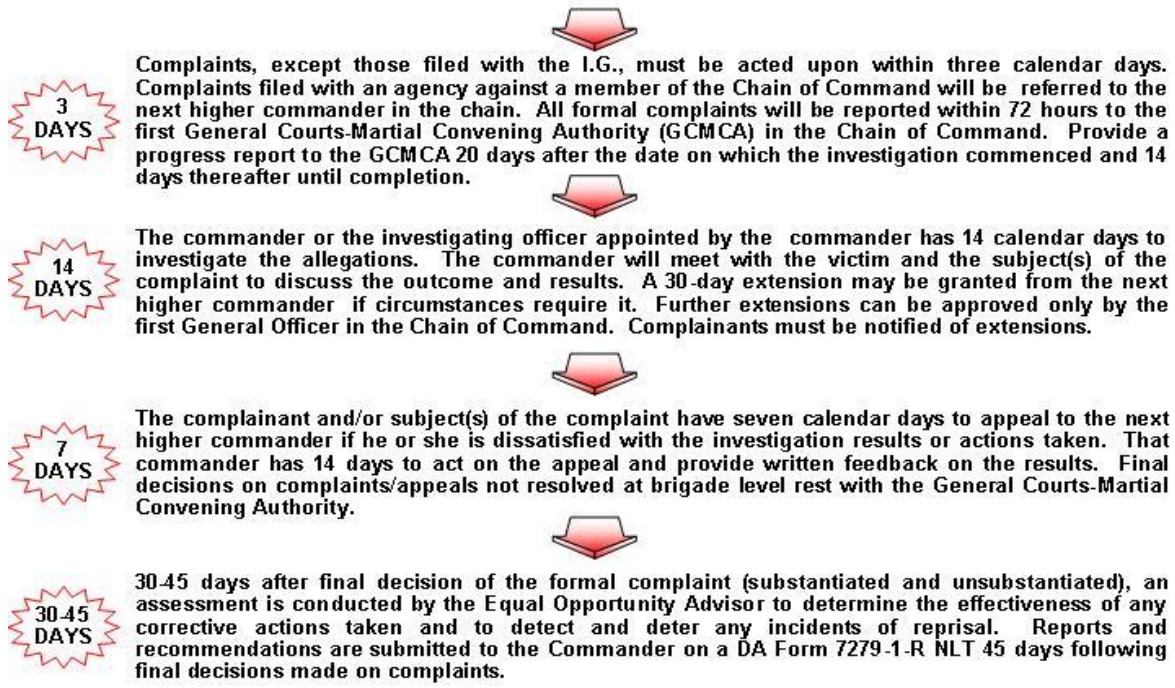 3
DAYS
Complaints, except those filed with the I.G., must be acted upon within three calendar days.
Complaints filed with an agency against a member of the Chain of Command will be referred to the
next higher commander in the chain. All formal complaints will be reported within 72 hours to the
first General Courts-Martial Convening Authority (GCMCA) in the Chain of Command. Provide a
progress report to the GCMCA 20 days after the date on which the investigation commenced and 14
days thereafter until completion.
14
DAYS
The commander or the investigating officer appointed by the commander has 14 calendar days to
investigate the allegations. The commander will meet with the victim and the subject(s) of the
complaint to discuss the outcome and results. A 30-day extension may be granted from the next
higher commander if circumstances require it. Further extensions can be approved only by the
first General Officer in the Chain of Command. Complainants must be notified of extensions.
7
DAYS
The complainant and/or subject(s) of the complaint have seven calendar days to appeal to the next
higher commander if he or she is dissatisfied with the investigation results or actions taken. That
commander has 14 days to act on the appeal and provide written feedback on the results. Final
decisions on complaints/appeals not resolved at brigade level rest with the General Courts-Martial
Convening Authority.
30-45
DAYS
30-45 days after final decision of the formal complaint (substantiated and unsubstantiated), an
assessment is conducted by the Equal Opportunity Advisor to determine the effectiveness of any
corrective actions taken and to detect and deter any incidents of reprisal. Reports and
recommendations are submitted to the Commander on a DA Form 7279-1-R NLT 45 days following
final decisions made on complaints.